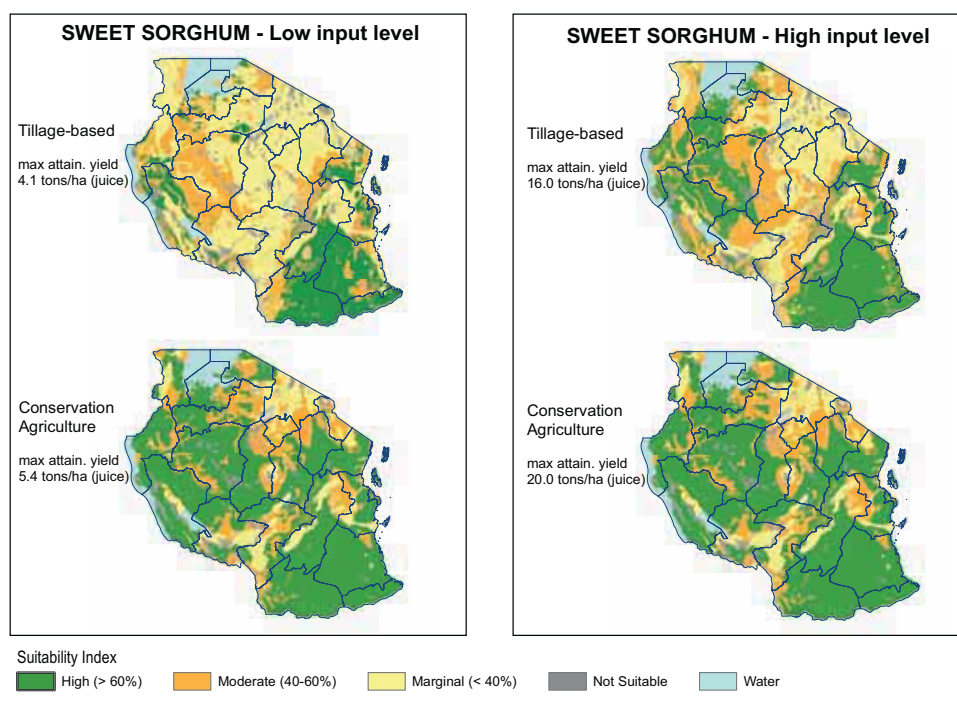 SWEET SORGHUM - Low input level
Tillage-based
max attain. yield
4.1 tons/ha (juice)
Conservation
Agriculture
max attain. yield
5.4 tons/ha (juice)
SWEET SORGHUM - High input level
Tillage-based
max attain. yield
16.0 tons/ha (juice)
Conservation
Agriculture
max attain. yield
20.0 tons/ha (juice)
Suitability Index
High (> 60%)
Moderate (40-60%)
Marginal (< 40%)
Not Suitable
Water